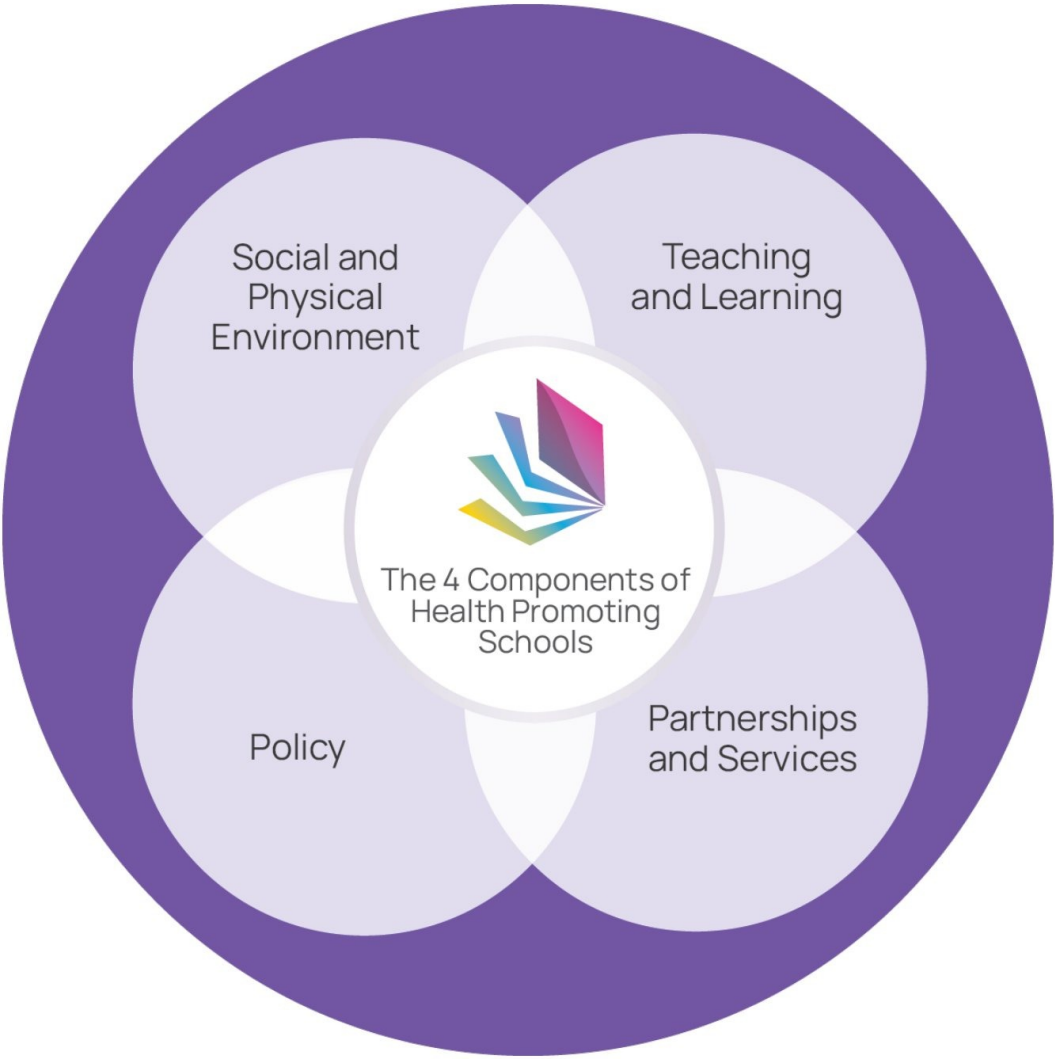 Social and
Physical
Environment
Teaching
and Learning
The 4 Components of
Health Promoting
Schools
Policy
Partnerships
and Services